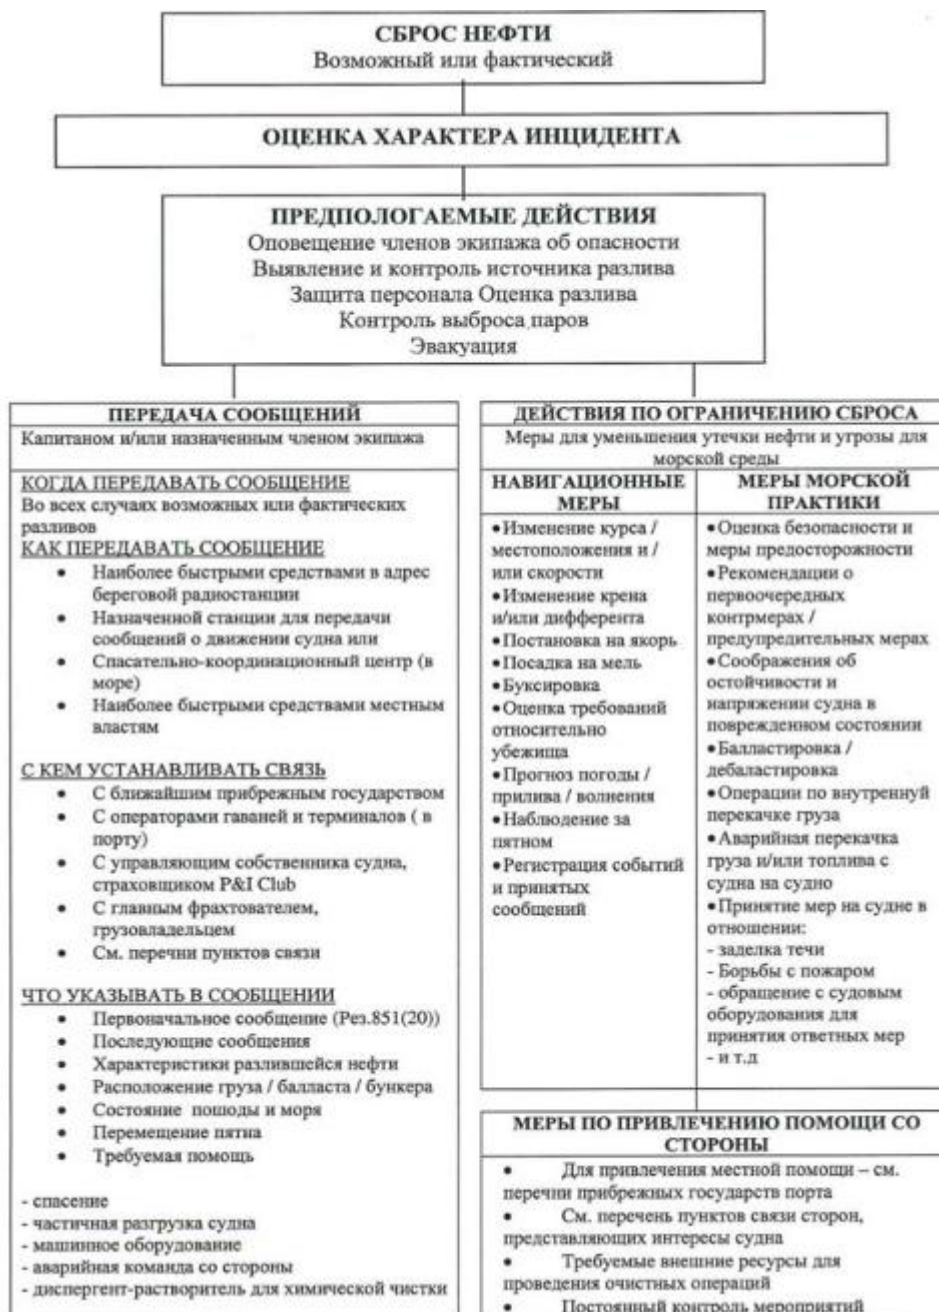 СБРОС НЕФТИ
Возможный или фактический
ОЦЕНКА ХАРАКТЕРА ИНЦИДЕНТА
ПРЕДПОЛОГАЕМЫЕ ДЕЙСТВИЯ
Оповещение членов экипажа об опасности
Выявление и контроль источника разлива
Защита персонала Оценка разлива
Контроль выброса паров
Эвакуация
ПЕРЕДАЧА СООБЩЕНИЙ
Капитаном и/или назначенным членом экипажа
КОГДА ПЕРЕДАВАТЬ СООБЩЕНИЕ
Во всех случаях возможных или фактических
разливов
КАК ПЕРЕДАВАТЬ СООБЩЕНИЕ
• Наиболее быстрыми средствами в адрес
береговой радиостанции
• Назначенной станции для передачи
сообщений о движении судна или
• Спасательно-координационный центр (в
море)
• Наиболее быстрыми средствами местным
властям
С КЕМ УСТАНАВЛИВАТЬ СВЯЗЬ
• С ближайшим прибрежным государством
• С операторами гаваней и терминалов ( в
порту)
• С управляющим собственника судна,
страховщиком P&I Club
• С главным фрахтователем,
грузовладельцем
• См. перечни пунктов связи
ЧТО УКАЗЫВАТЬ В СООБЩЕНИИ
• Первоначальное сообщение (Рез.851(20))
• Последующие сообщения
• Характеристики разлившейся нефти
• Расположение груза / балласта / бункера
• Состояние пошоды и моря
• Перемещение пятна
• Требуемая помощь
- спасение
- частичная разгрузка судна
- машинное оборудование
- аварийная команда со стороны
- диспергент-растворитель для химической чистки
ДЕЙСТВИЯ ПО ОГРАНИЧЕНИЮ СБРОСА
Меры для уменьшения утечки нефти и угрозы для
морской среды
НАВИГАЦИОННЫЕ
МЕРЫ
•Изменение курса /
местоположения и /
или скорости
•Изменение крена
и/или дифферента
•Постановка на якорь
•Посадка на мель
•Буксировка
•Оценка требований
относительно
убежища
•Прогноз погоды /
прилива / волнения
•Наблюдение за
пятном
•Регистрация событий
и принятых
сообщений
МЕРЫ МОРСКОЙ
ПРАКТИКИ
•Оценка безопасности и
меры предосторожности
•Рекомендации о
первоочередных
контрмерах /
предупредительных мерах
•Соображения об
остойчивости и
напряжении судна в
поврежденном состоянии
•Балластировка /
дебаластировка
•Операции по внутреннуй
перекачке груза
•Аварийная перекачка
груза и/или топлива с
судна на судно
•Принятие мер на судне в
отношении:
- заделка течи
- Борьбы с пожаром
- обращение с судовым
оборудования для
принятия ответных мер
- и т.д
МЕРЫ ПО ПРИВЛЕЧЕНИЮ ПОМОЩИ СО
СТОРОНЫ
• Для привлечения местной помощи – см.
перечни прибрежных государств порта
• См. перечень пунктов связи сторон,
представляющих интересы судна
• Требуемые внешние ресурсы для
проведения очистных операций
• Постоянный контроль мероприятий